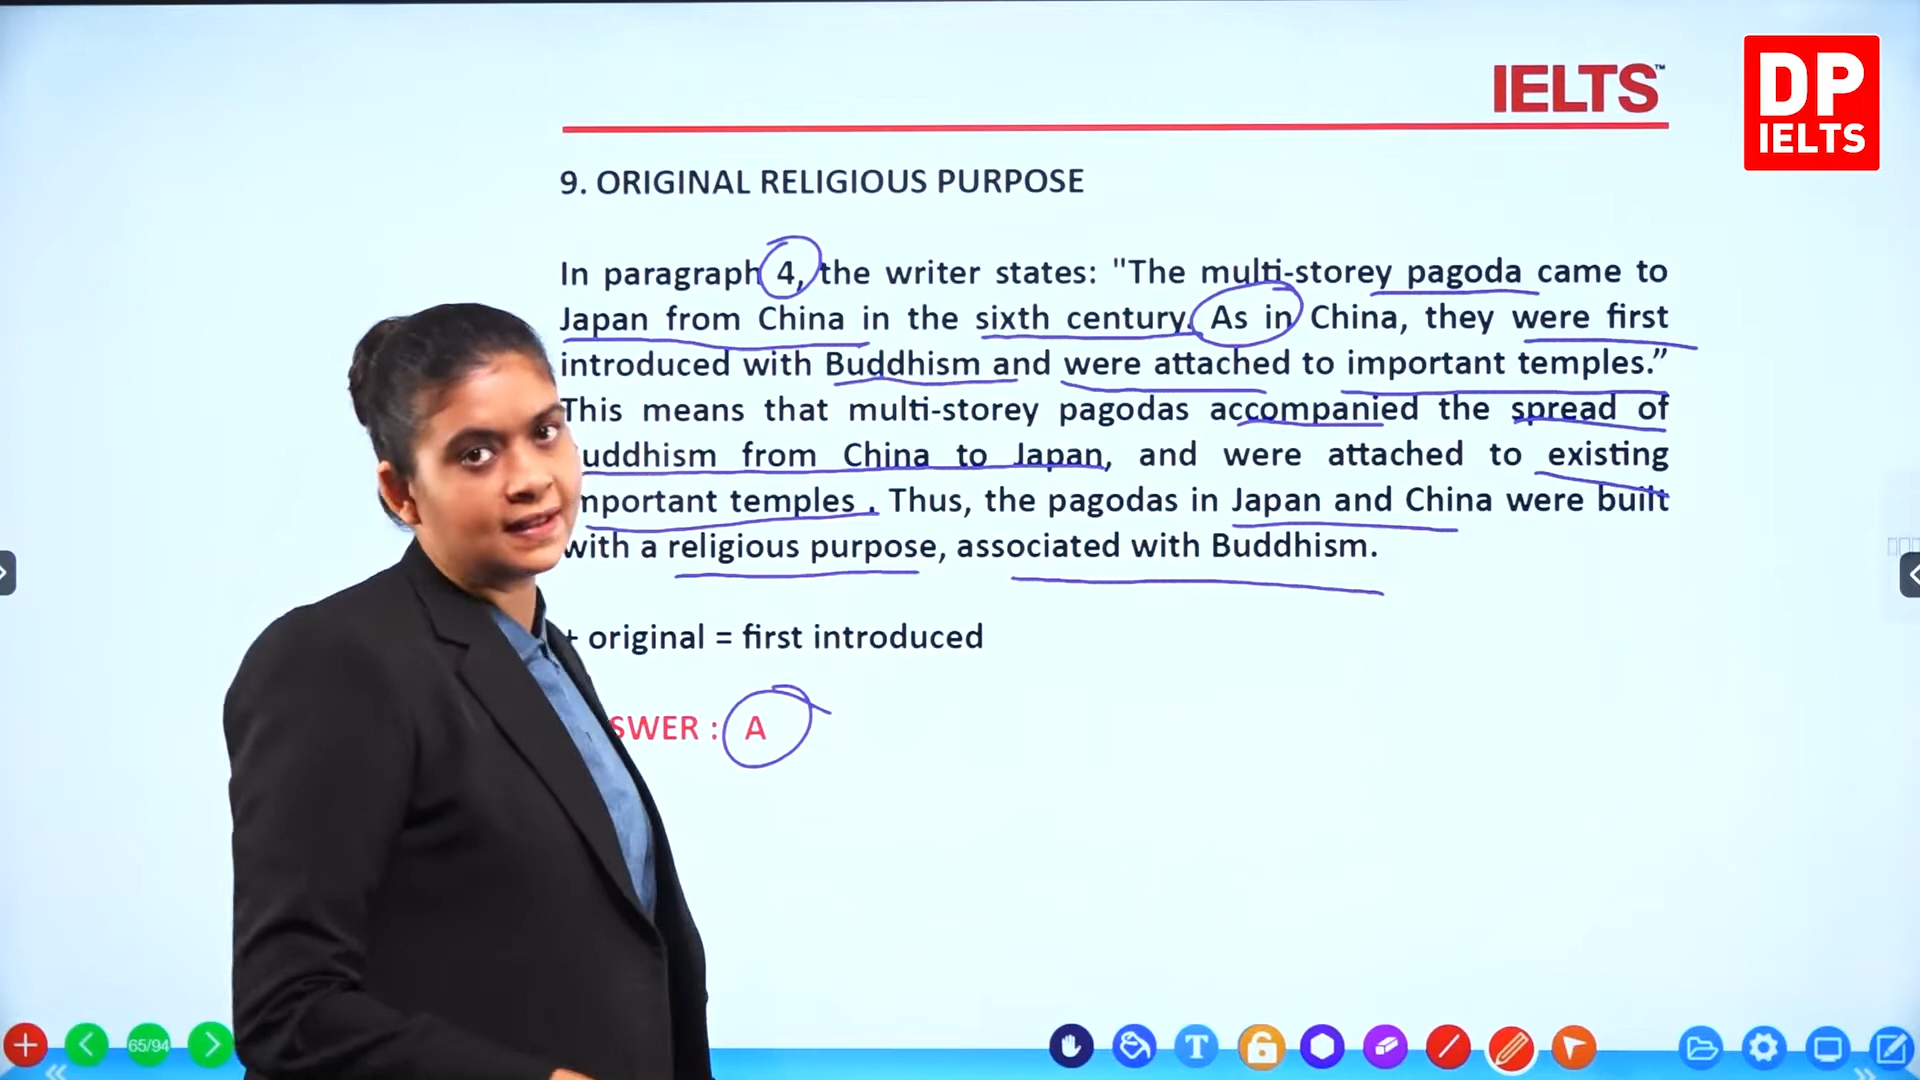 IELTS™
DP
IELTS
9. ORIGINAL RELIGIOUS PURPOSE
In paragraph 4, the writer states: "The multi-storey pagoda came to
Japan from China in the sixth century. As in China, they were first
introduced with Buddhism and were attached to important temples.”
This means that multi-storey pagodas accompanied the spread of
uddhism from China to Japan, and were attached to existing
mportant temples . Thus, the pagodas in Japan and China were built
with a religious purpose, associated with Buddhism.
original = first introduced
SWER : A
65/94
T